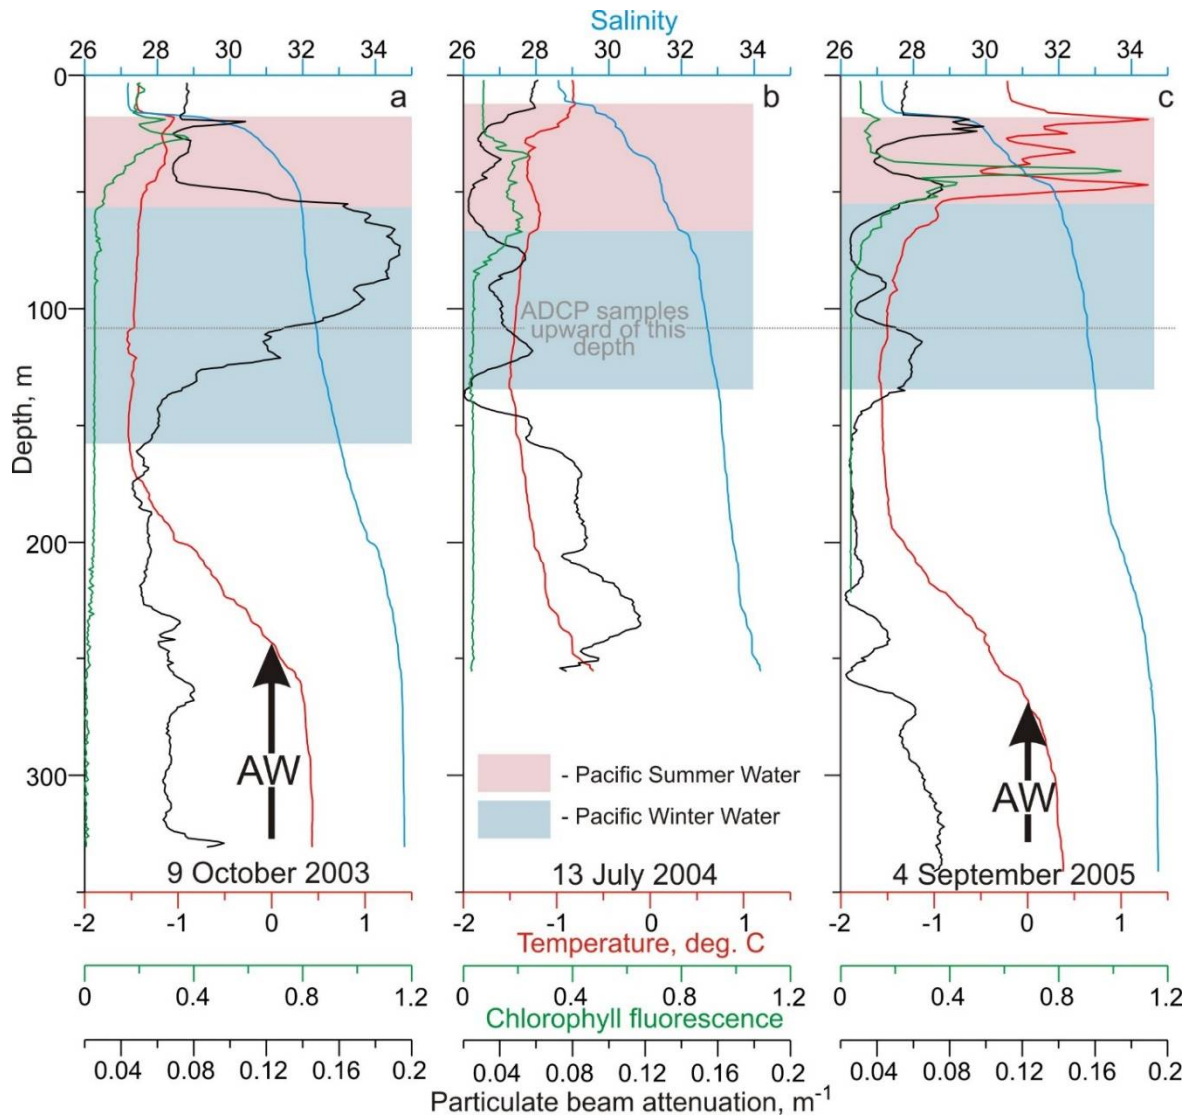 Salinity
26 28 30 32 34 26 28 30 32 34 26 28 30 32 34
0
a b c
100
ADCP samples
upward of this
depth
Depth, m
200
300
AW AW
- Pacific Summer Water
- Pacific Winter Water
9 October 2003 13 July 2004 4 September 2005
-2 -1 0 1 -2 -1 0 1 -2 -1 0 1
Temperature, deg. C
0 0.4 0.8 1.2 0 0.4 0.8 1.2 0 0.4 0.8 1.2
Chlorophyll fluorescence
0.04 0.08 0.12 0.16 0.2 0.04 0.08 0.12 0.16 0.2 0.04 0.08 0.12 0.16 0.2
Particulate beam attenuation, m⁻¹